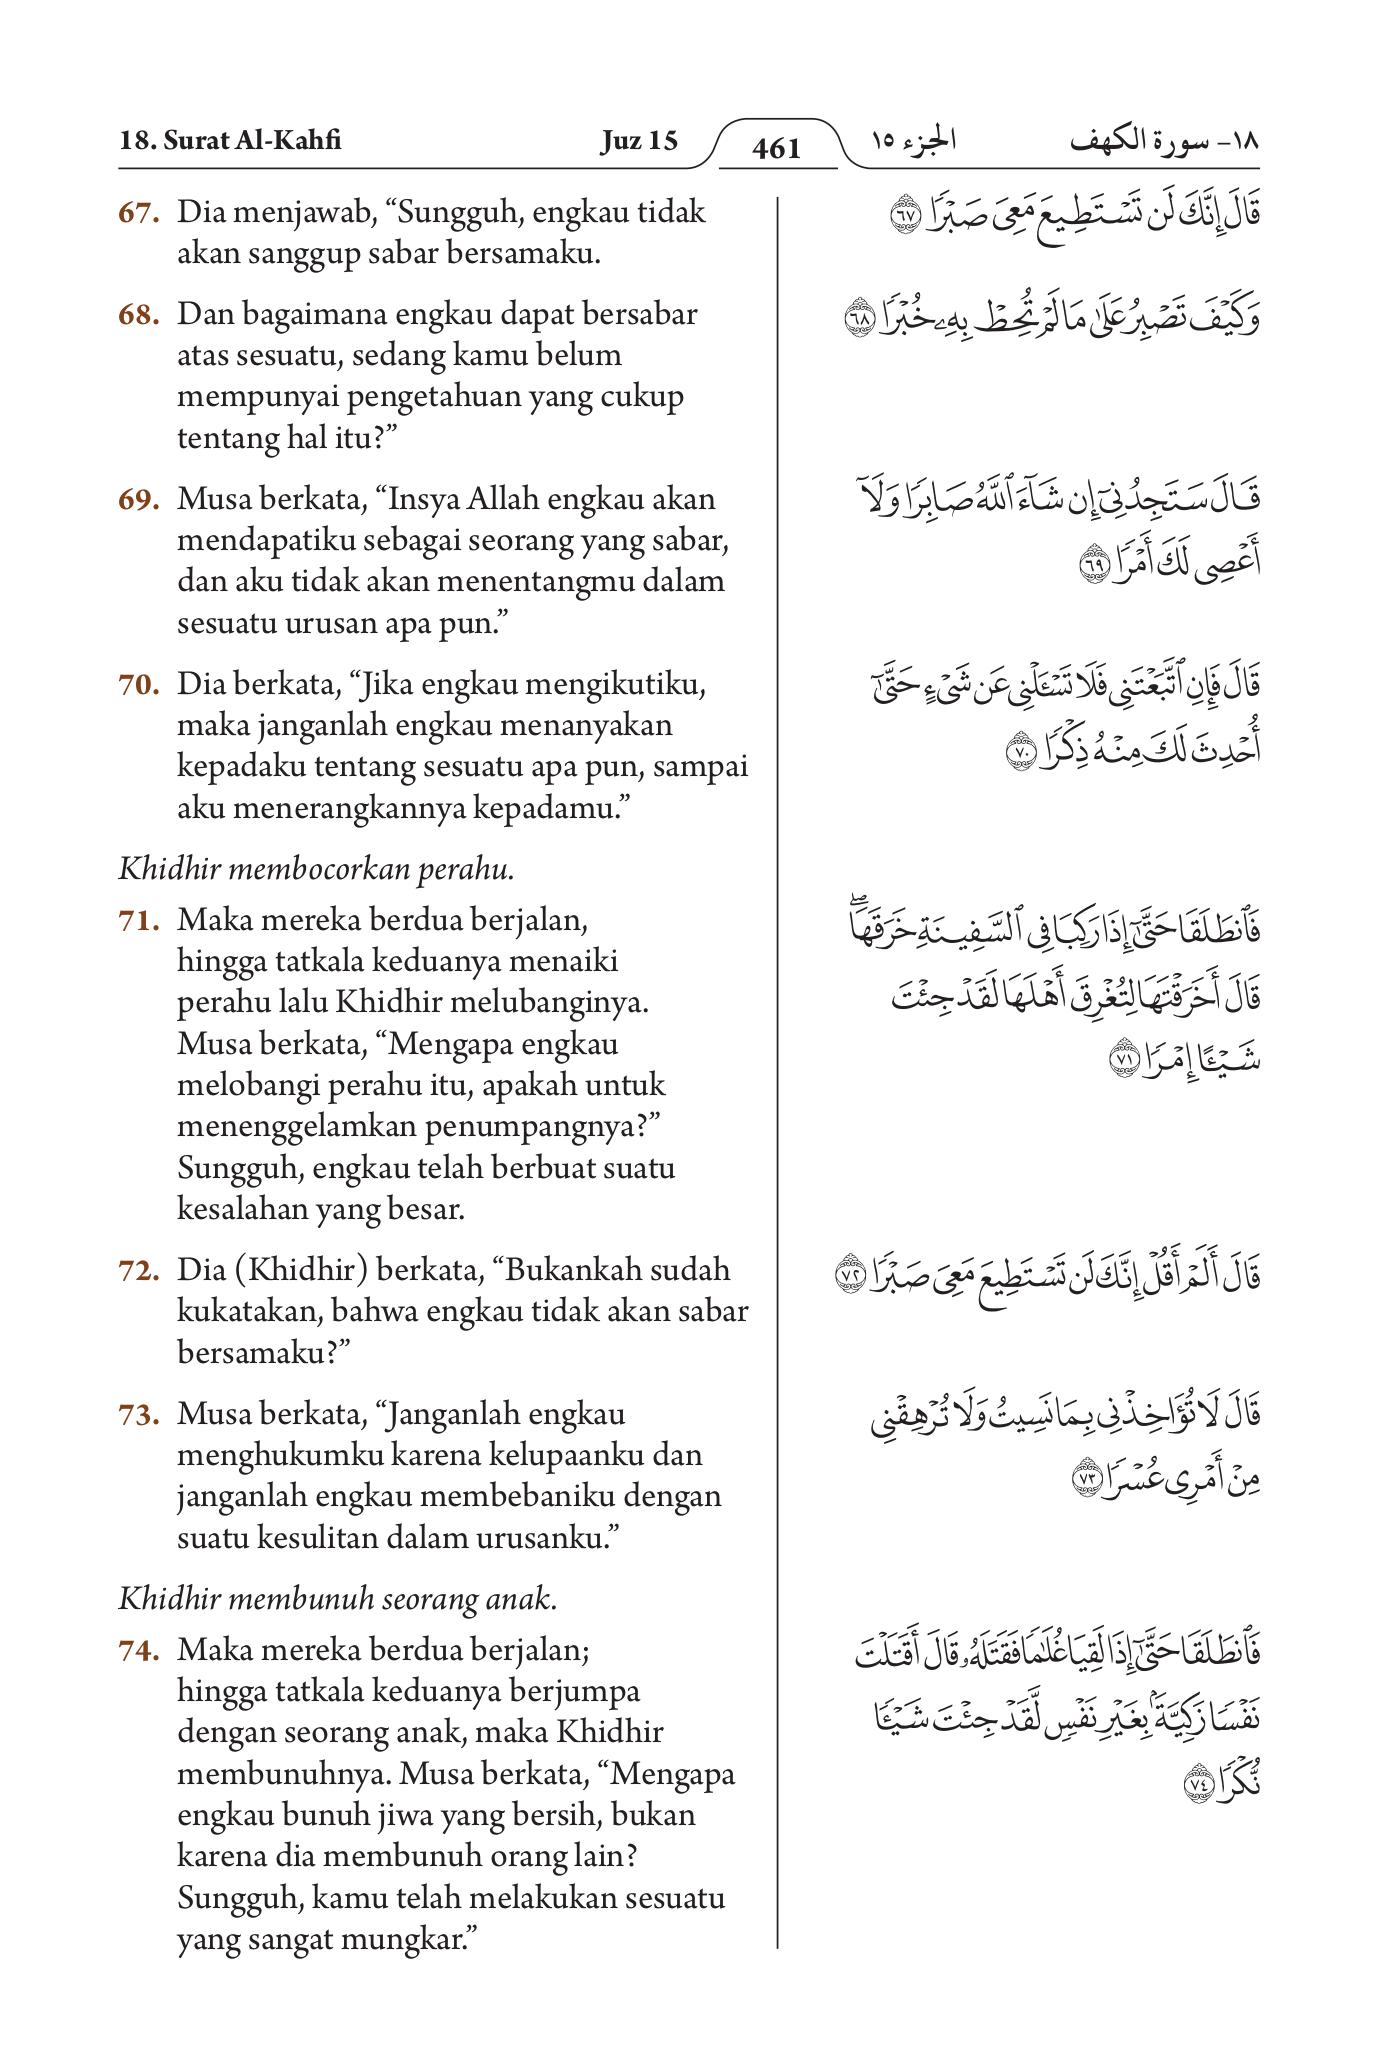 18. Surat Al-Kahfi
Juz 15
461
الجزء ١٥
١٨- سورة الكهف
67. Dia menjawab, “Sungguh, engkau tidak
akan sanggup sabar bersamaku.
68. Dan bagaimana engkau dapat bersabar
atas sesuatu, sedang kamu belum
mempunyai pengetahuan yang cukup
tentang hal itu?”
69. Musa berkata, “Insya Allah engkau akan
mendapatiku sebagai seorang yang sabar,
dan aku tidak akan menentangmu dalam
sesuatu urusan apa pun.”
70. Dia berkata, “Jika engkau mengikutiku,
maka janganlah engkau menanyakan
kepadaku tentang sesuatu apa pun, sampai
aku menerangkannya kepadamu.”
Khidhir membocorkan perahu.
71. Maka mereka berdua berjalan,
hingga tatkala keduanya menaiki
perahu lalu Khidhir melubanginya.
Musa berkata, “Mengapa engkau
melobangi perahu itu, apakah untuk
menenggelamkan penumpangnya?”
Sungguh, engkau telah berbuat suatu
kesalahan yang besar.
72. Dia (Khidhir) berkata, “Bukankah sudah
kukatakan, bahwa engkau tidak akan sabar
bersamaku?”
73. Musa berkata, “Janganlah engkau
menghukumku karena kelupaanku dan
janganlah engkau membebaniku dengan
suatu kesulitan dalam urusanku.”
Khidhir membunuh seorang anak.
74. Maka mereka berdua berjalan;
hingga tatkala keduanya berjumpa
dengan seorang anak, maka Khidhir
membunuhnya. Musa berkata, “Mengapa
engkau bunuh jiwa yang bersih, bukan
karena dia membunuh orang lain?
Sungguh, kamu telah melakukan sesuatu
yang sangat mungkar.”
قَالَ إِنَّكَ لَن تَسْتَطِيعَ مَعِىَ صَبْرًا ٦٧
وَكَيْفَ تَصْبِرُ عَلَىٰ مَا لَمْ تُحِطْ بِهِۦ خُبْرًا ٦٨
قَالَ سَتَجِدُنِىٓ إِن شَآءَ ٱللَّهُ صَابِرًا وَلَآ
أَعْصِى لَكَ أَمْرًا ٦٩
قَالَ فَإِنِ ٱتَّبَعْتَنِى فَلَا تَسْـَٔلْنِى عَن شَىْءٍ حَتَّىٰٓ
أُحْدِثَ لَكَ مِنْهُ ذِكْرًا ٧٠
فَٱنطَلَقَا حَتَّىٰٓ إِذَا رَكِبَا فِى ٱلسَّفِينَةِ خَرَقَهَا ۖ
قَالَ أَخَرَقْتَهَا لِتُغْرِقَ أَهْلَهَا لَقَدْ جِئْتَ
شَيْـًٔا إِمْرًا ٧١
قَالَ أَلَمْ أَقُلْ إِنَّكَ لَن تَسْتَطِيعَ مَعِىَ صَبْرًا ٧٢
قَالَ لَا تُؤَاخِذْنِى بِمَا نَسِيتُ وَلَا تُرْهِقْنِى
مِنْ أَمْرِى عُسْرًا ٧٣
فَٱنطَلَقَا حَتَّىٰٓ إِذَا لَقِيَا غُلَـٰمًا فَقَتَلَهُۥ قَالَ أَقَتَلْتَ
نَفْسًا زَكِيَّةًۢ بِغَيْرِ نَفْسٍ لَّقَدْ جِئْتَ شَيْـًٔا
نُّكْرًا ٧٤